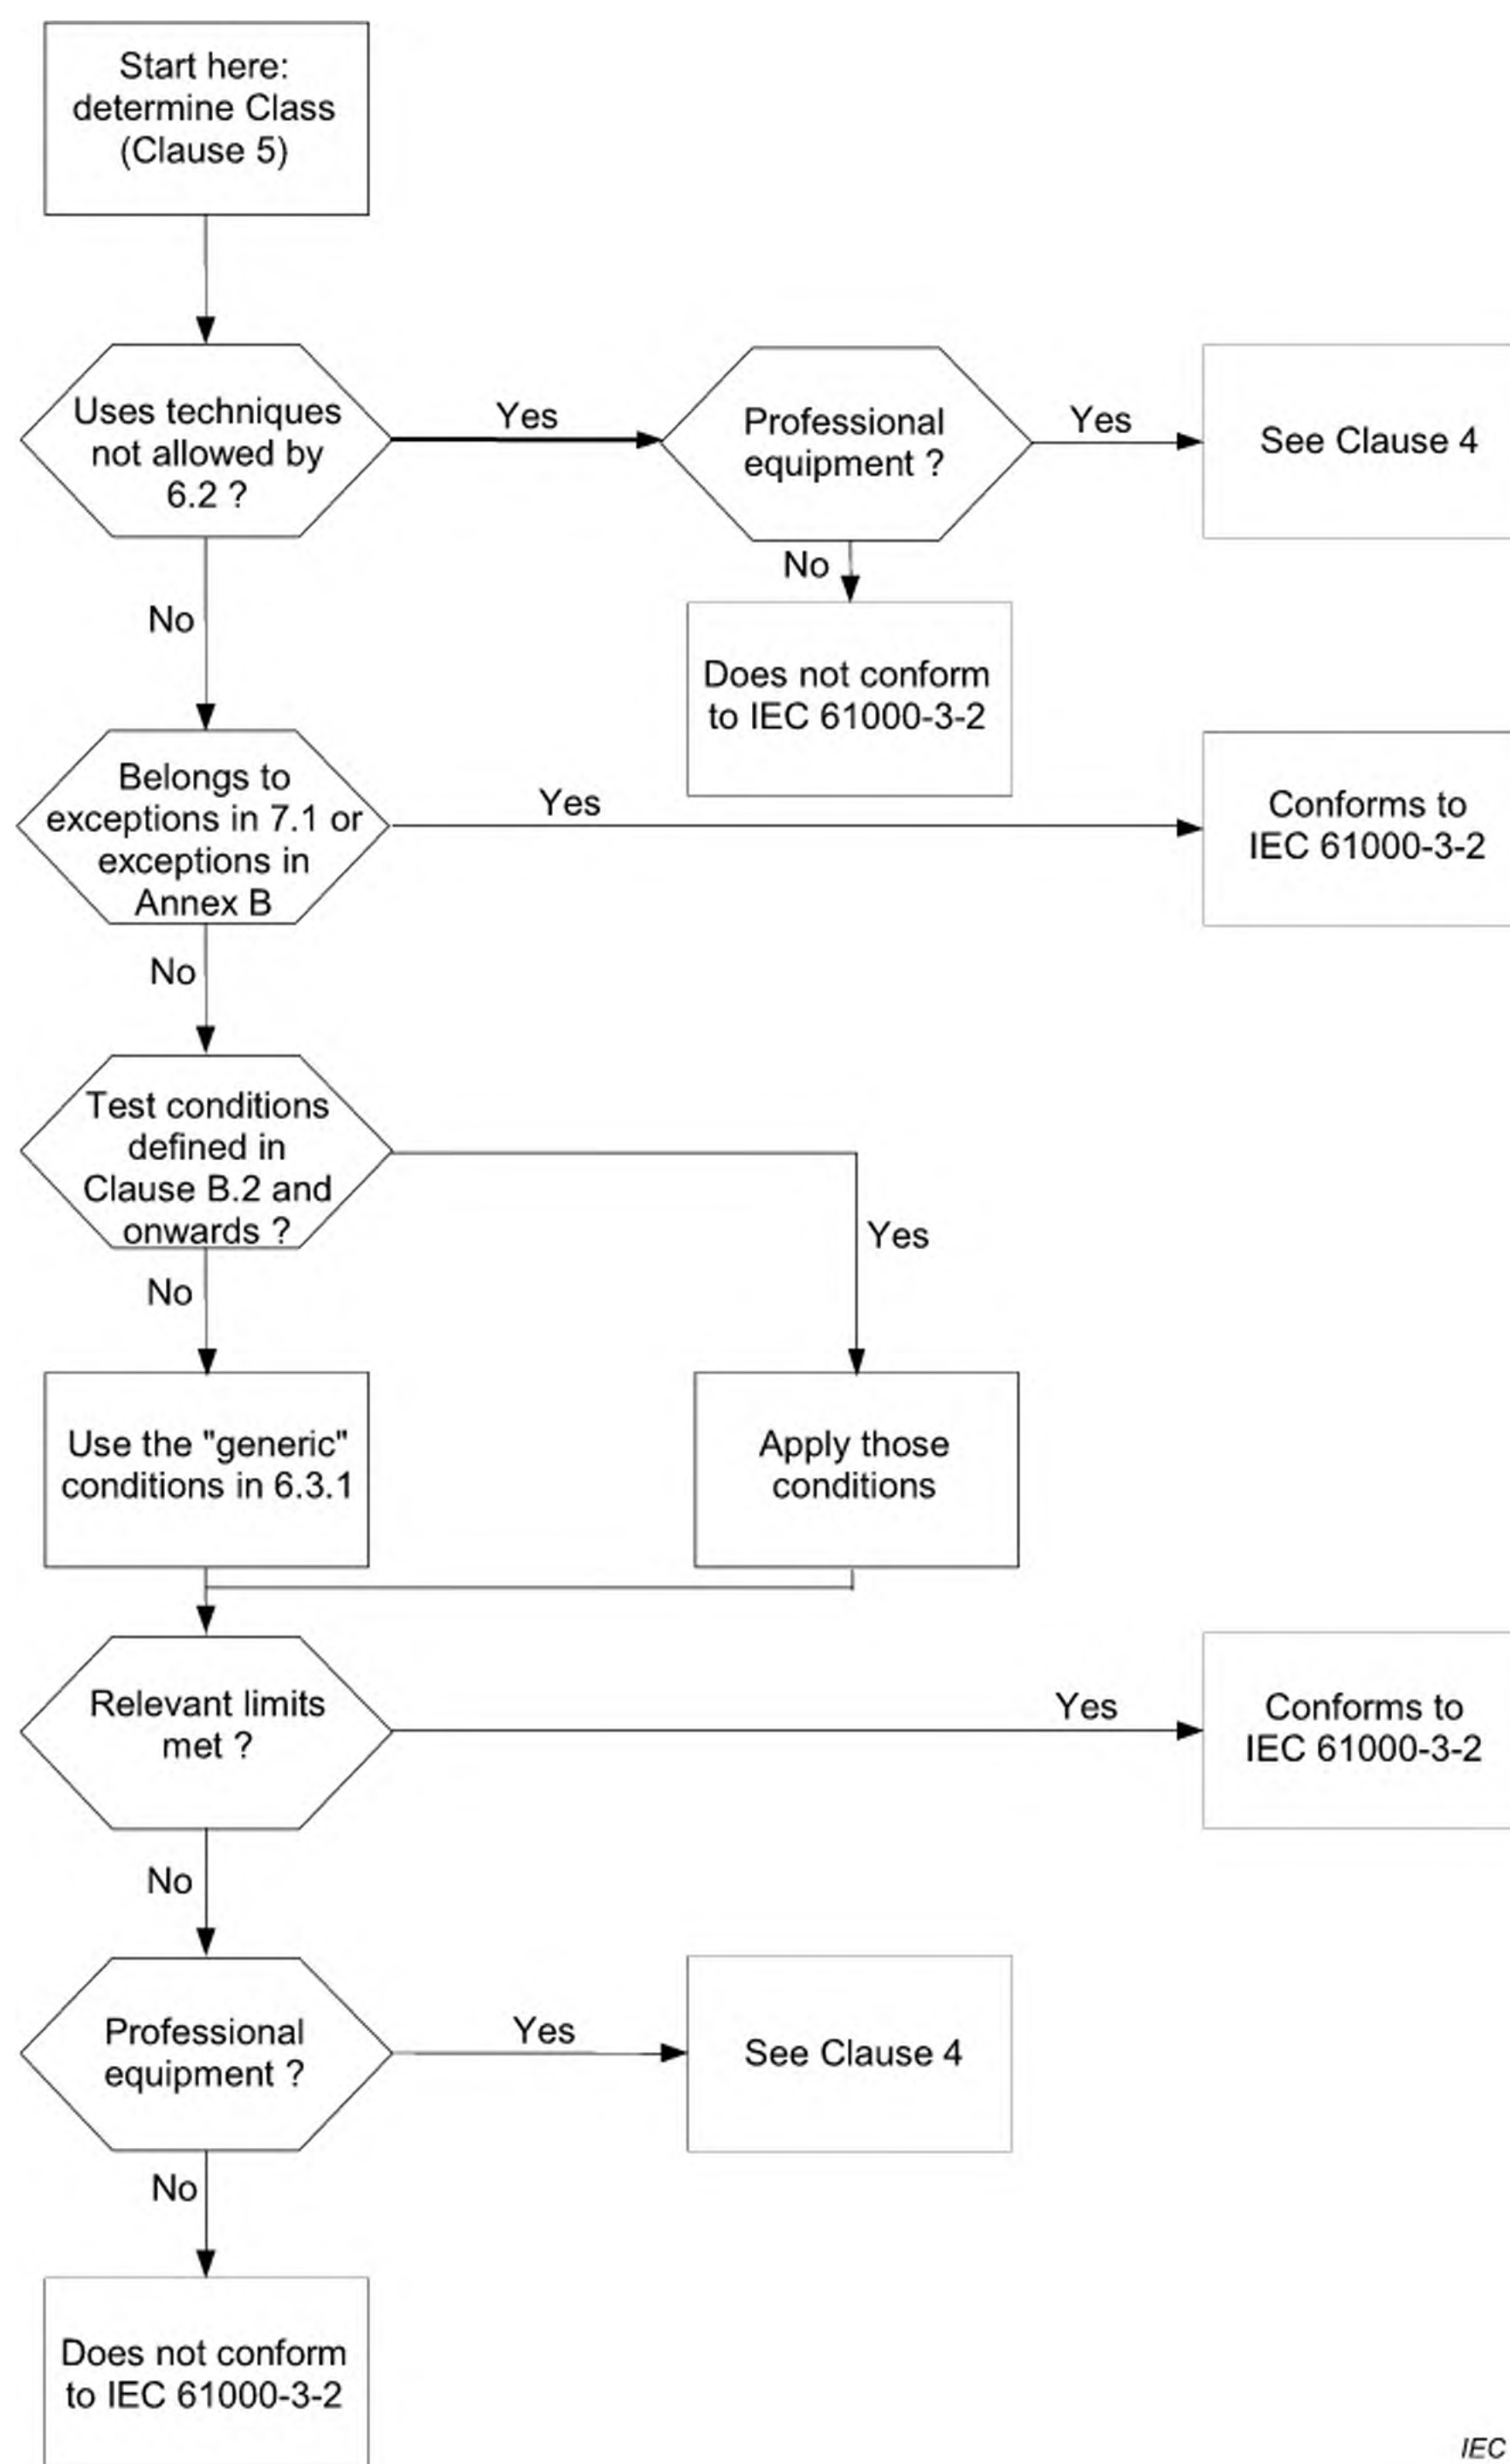 Start here:
determine Class
(Clause 5)
Uses techniques
not allowed by
6.2 ?
Yes
Professional
equipment ?
Yes
See Clause 4
No
Does not conform
to IEC 61000-3-2
No
Belongs to
exceptions in 7.1 or
exceptions in
Annex B
Yes
Conforms to
IEC 61000-3-2
No
Test conditions
defined in
Clause B.2 and
onwards ?
Yes
No
Use the "generic"
conditions in 6.3.1
Apply those
conditions
Relevant limits
met ?
Yes
Conforms to
IEC 61000-3-2
No
Professional
equipment ?
Yes
See Clause 4
No
Does not conform
to IEC 61000-3-2
IEC